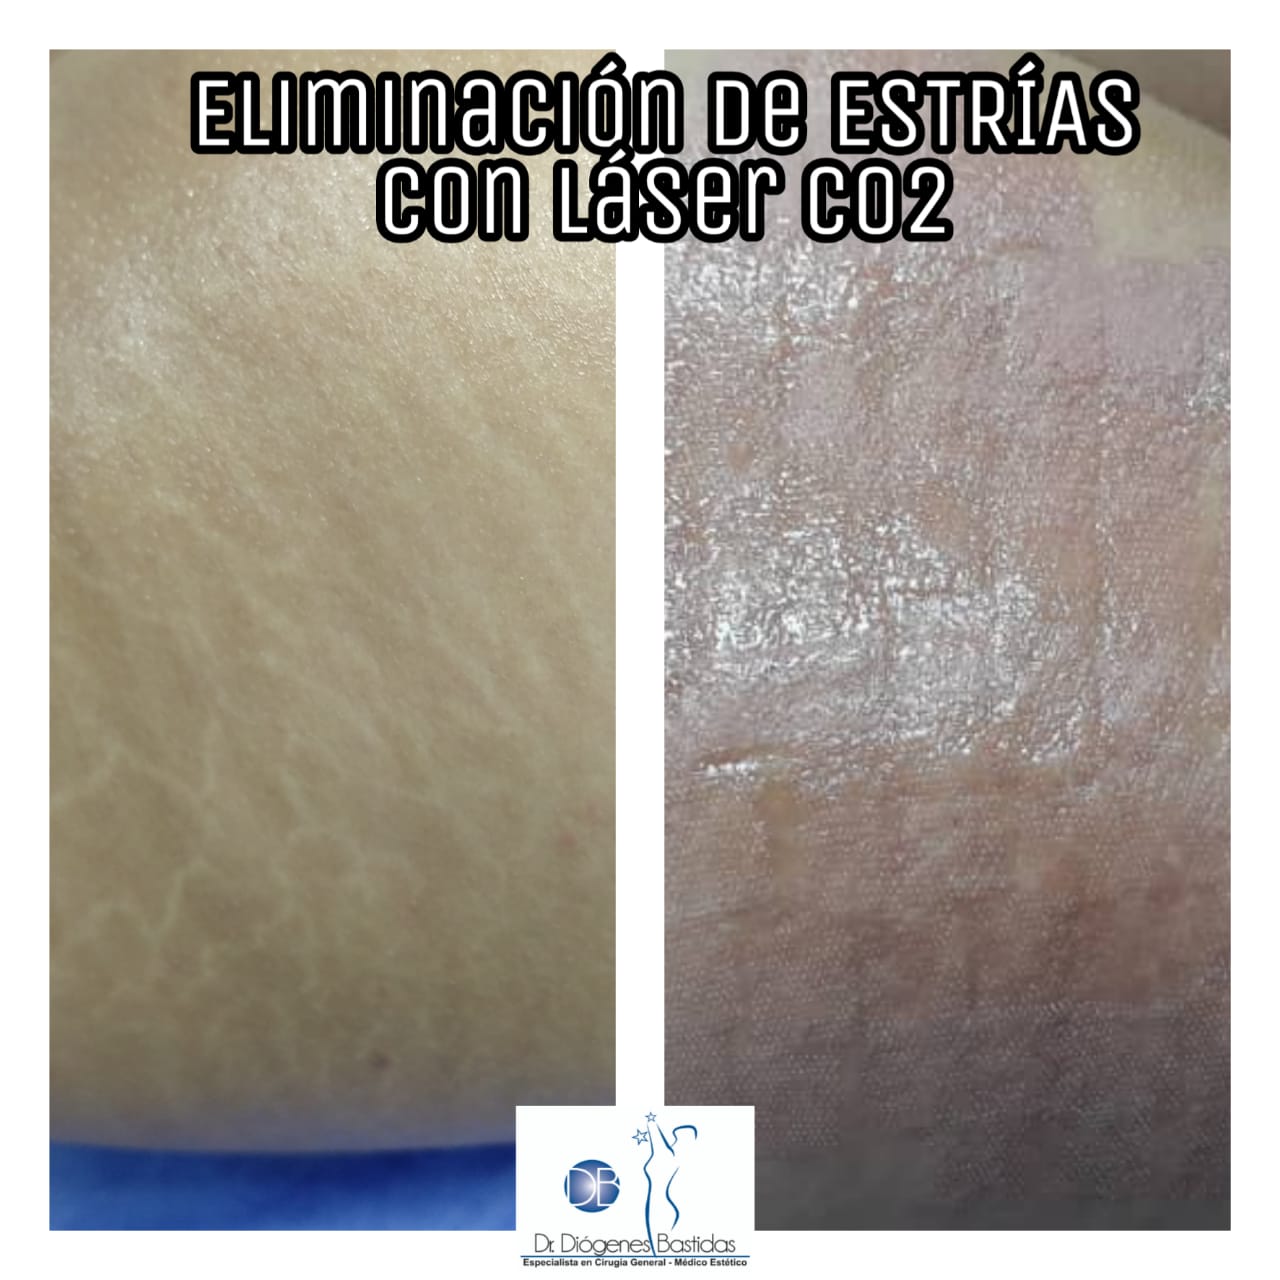 Eliminación de Estrías
con Láser CO2
DB
Dr. Diógenes Bastidas
Especialista en Cirugía General - Médico Estético